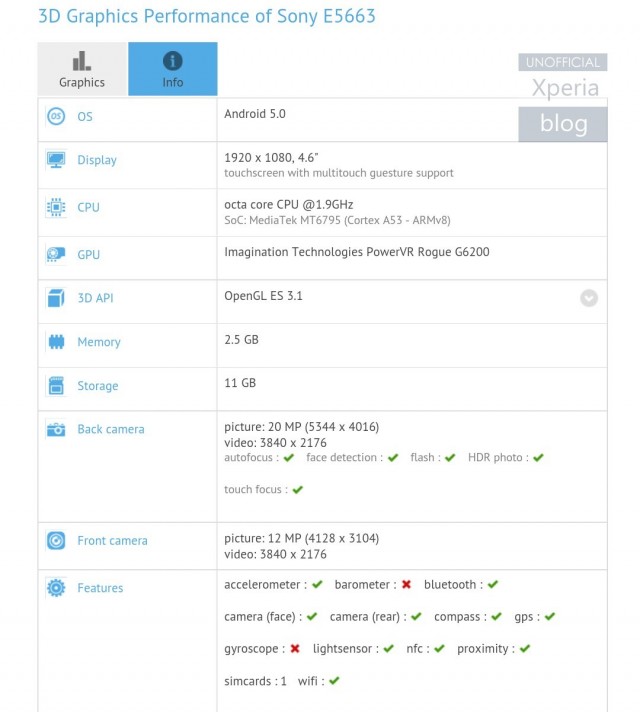 3D Graphics Performance of Sony E5663
Graphics
Info
UNOFFICIAL
Xperia
blog
OS
OS
Android 5.0
Display
1920 x 1080, 4.6"
touchscreen with multitouch guesture support
CPU
octa core CPU @1.9GHz
SoC: MediaTek MT6795 (Cortex A53 - ARMv8)
GPU
Imagination Technologies PowerVR Rogue G6200
3D API
OpenGL ES 3.1
Memory
2.5 GB
Storage
11 GB
Back camera
picture: 20 MP (5344 x 4016)
video: 3840 x 2176
autofocus : ✔ face detection : ✔ flash : ✔ HDR photo : ✔
touch focus : ✔
Front camera
picture: 12 MP (4128 x 3104)
video: 3840 x 2176
Features
accelerometer : ✔ barometer : ✖ bluetooth : ✔
camera (face) : ✔ camera (rear) : ✔ compass : ✔ gps : ✔
gyroscope : ✖ lightsensor : ✔ nfc : ✔ proximity : ✔
simcards : 1 wifi : ✔